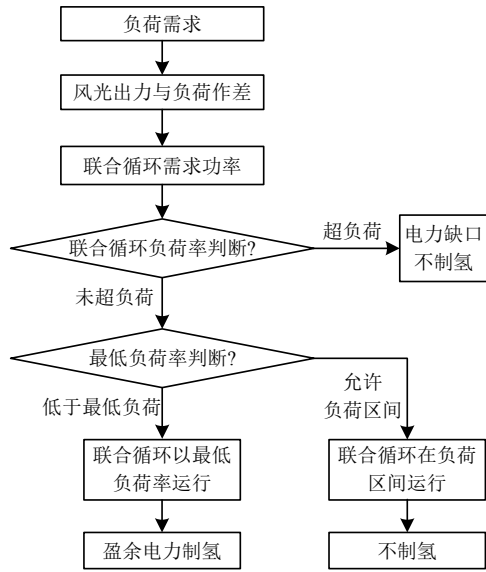 负荷需求
风光出力与负荷作差
联合循环需求功率
联合循环负荷率判断?
超负荷
电力缺口
不制氢
未超负荷
最低负荷率判断?
低于最低负荷
允许
负荷区间
联合循环以最低
负荷率运行
联合循环在负荷
区间运行
盈余电力制氢
不制氢